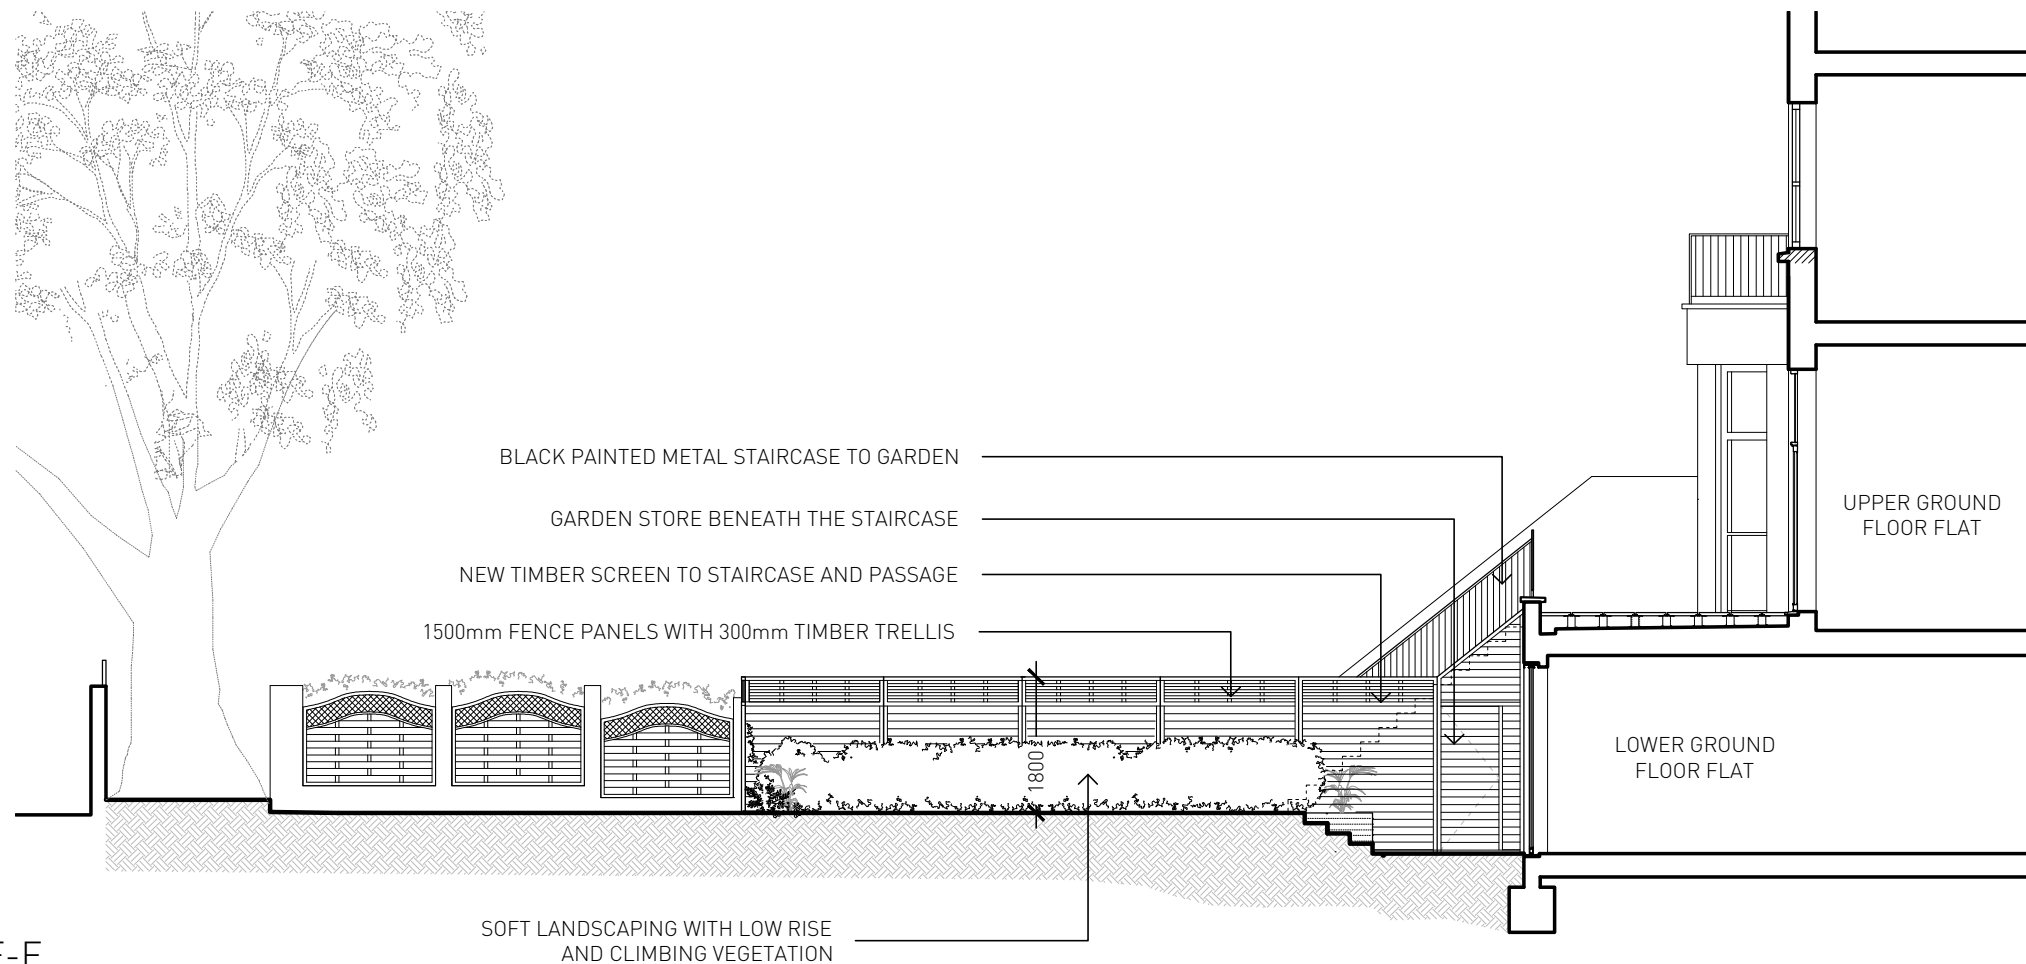 BLACK PAINTED METAL STAIRCASE TO GARDEN
UPPER GROUND
FLOOR FLAT
GARDEN STORE BENEATH THE STAIRCASE
NEW TIMBER SCREEN TO STAIRCASE AND PASSAGE
1500mm FENCE PANELS WITH 300mm TIMBER TRELLIS
LOWER GROUND
FLOOR FLAT
1800
SOFT LANDSCAPING WITH LOW RISE
AND CLIMBING VEGETATION